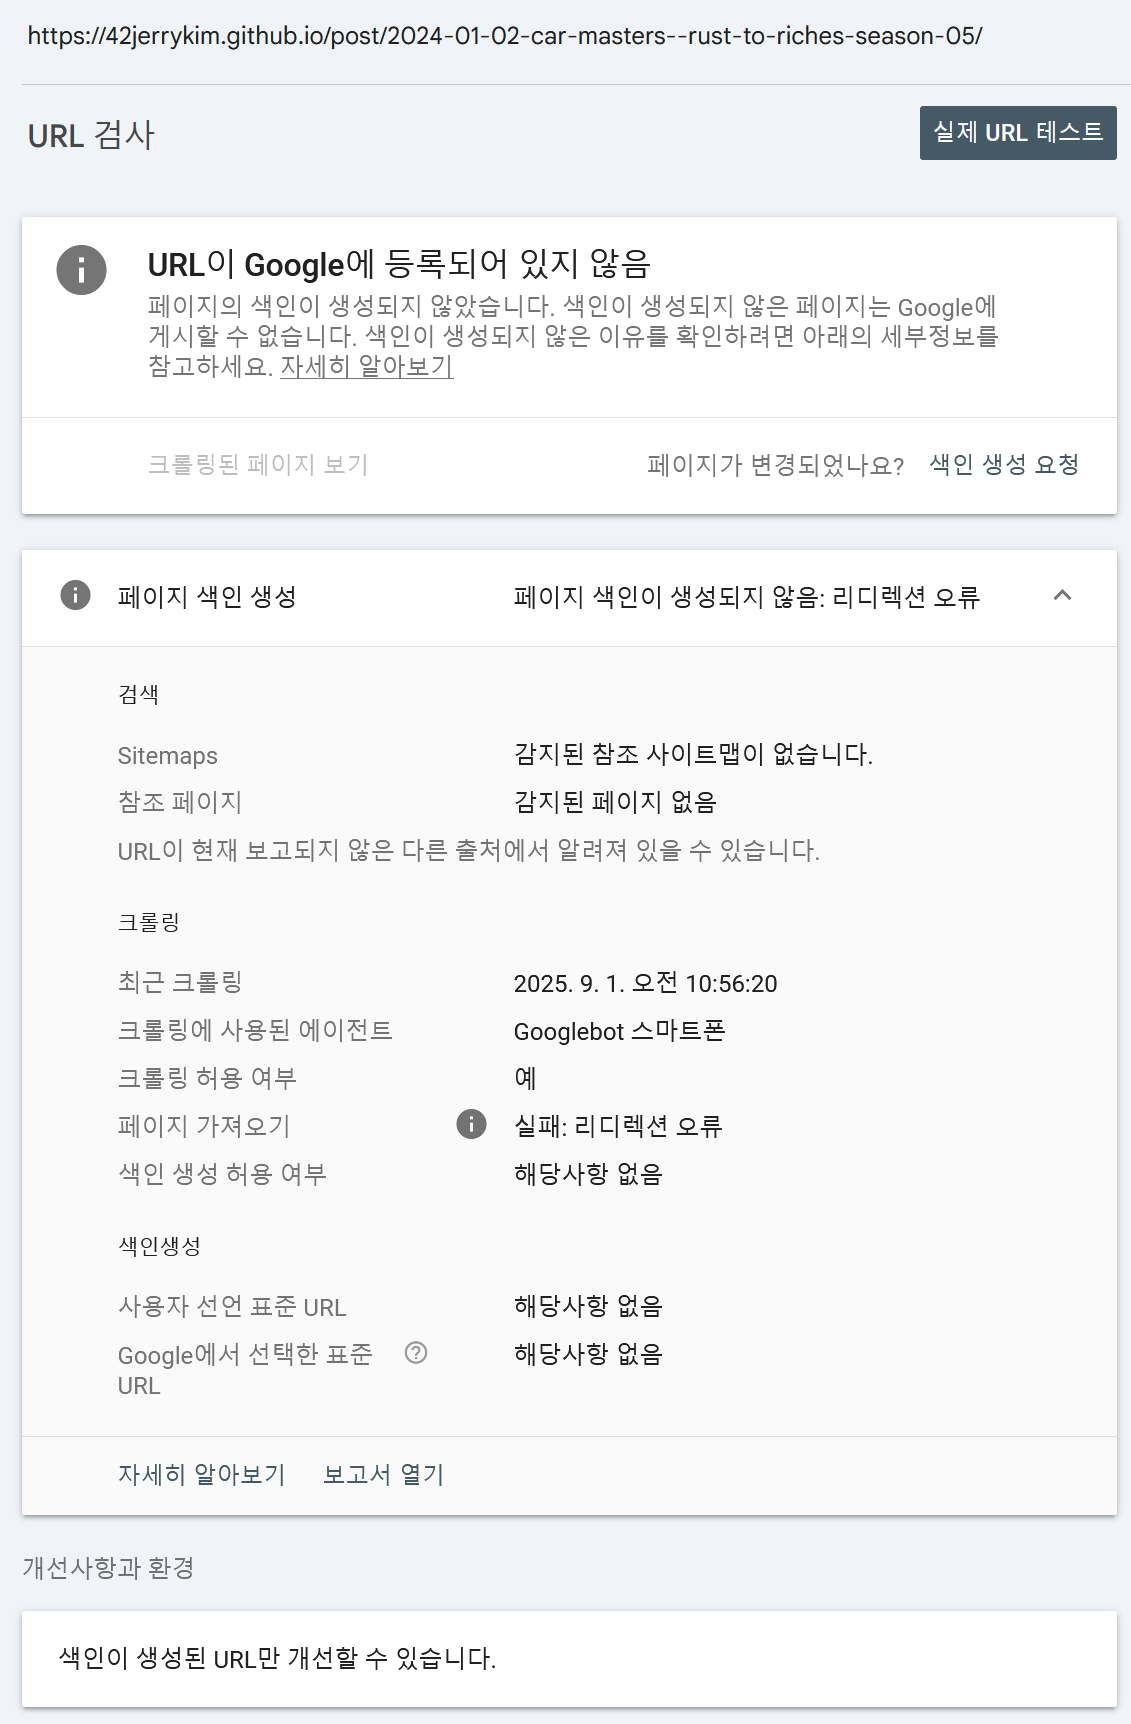 https://42jerrykim.github.io/post/2024-01-02-car-masters--rust-to-riches-season-05/
URL 검사
실제 URL 테스트
URL이 Google에 등록되어 있지 않음
페이지의 색인이 생성되지 않았습니다. 색인이 생성되지 않은 페이지는 Google에
게시할 수 없습니다. 색인이 생성되지 않은 이유를 확인하려면 아래의 세부정보를
참고하세요. 자세히 알아보기
크롤링된 페이지 보기
페이지가 변경되었나요? 색인 생성 요청
페이지 색인 생성
페이지 색인이 생성되지 않음: 리디렉션 오류
검색
Sitemaps
감지된 참조 사이트맵이 없습니다.
참조 페이지
감지된 페이지 없음
URL이 현재 보고되지 않은 다른 출처에서 알려져 있을 수 있습니다.
크롤링
최근 크롤링
2025. 9. 1. 오전 10:56:20
크롤링에 사용된 에이전트
Googlebot 스마트폰
크롤링 허용 여부
예
페이지 가져오기
실패: 리디렉션 오류
색인 생성 허용 여부
해당사항 없음
색인생성
사용자 선언 표준 URL
해당사항 없음
Google에서 선택한 표준
URL
해당사항 없음
자세히 알아보기
보고서 열기
개선사항과 환경
색인이 생성된 URL만 개선할 수 있습니다.